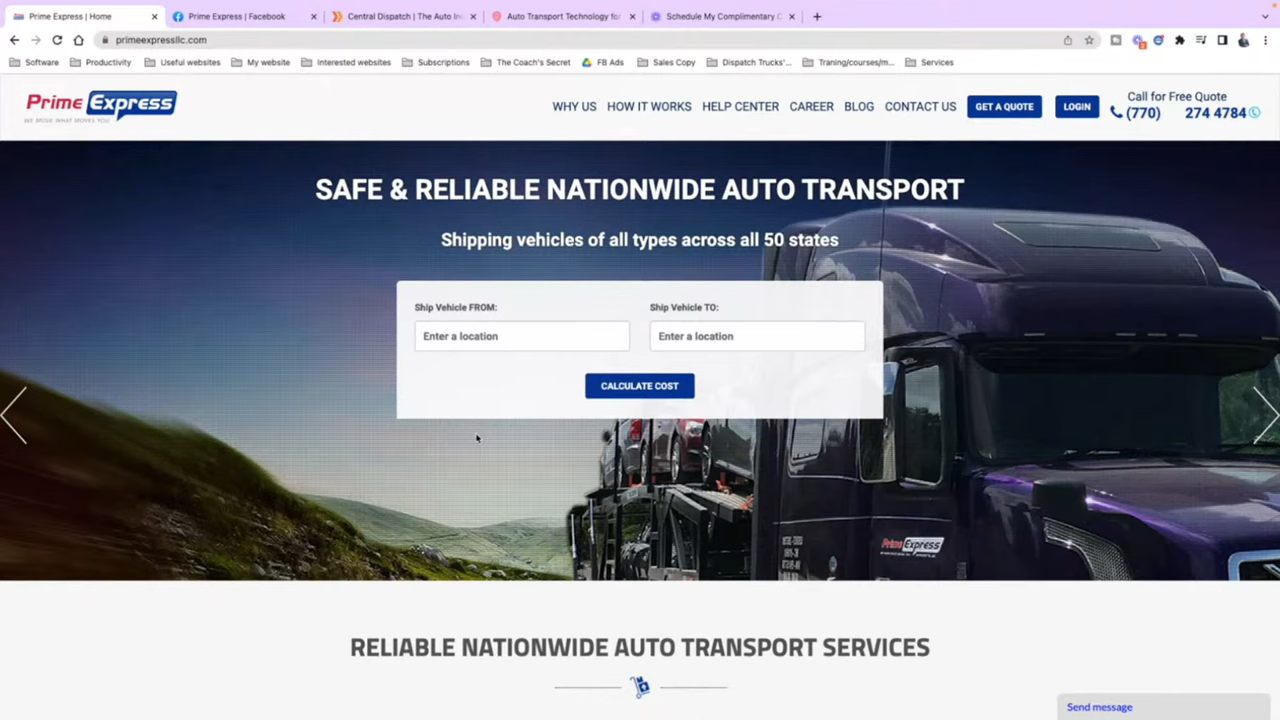 Prime Express | Home
Prime Express | Facebook
Central Dispatch | The Auto In
Auto Transport Technology for
Schedule My Complimentary C
primeexpressllc.com
Software
Productivity
Useful websites
My website
Interested websites
Subscriptions
The Coach's Secret
FB Ads
Sales Copy
Dispatch Trucks'...
Traning/courses/m...
Services
Prime Express
WE MOVE WHAT MOVES YOU
WHY US
HOW IT WORKS
HELP CENTER
CAREER
BLOG
CONTACT US
GET A QUOTE
LOGIN
Call for Free Quote
(770) 274 4784
SAFE & RELIABLE NATIONWIDE AUTO TRANSPORT
Shipping vehicles of all types across all 50 states
Ship Vehicle FROM:
Ship Vehicle TO:
Enter a location
Enter a location
CALCULATE COST
Prime Express
RELIABLE NATIONWIDE AUTO TRANSPORT SERVICES
Send message